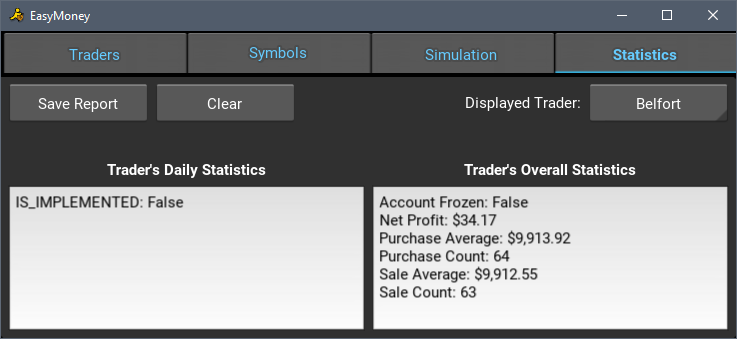 EasyMoney
Traders
Symbols
Simulation
Statistics
Save Report
Clear
Displayed Trader:
Belfort
Trader's Daily Statistics
IS_IMPLEMENTED: False
Trader's Overall Statistics
Account Frozen: False
Net Profit: $34.17
Purchase Average: $9,913.92
Purchase Count: 64
Sale Average: $9,912.55
Sale Count: 63